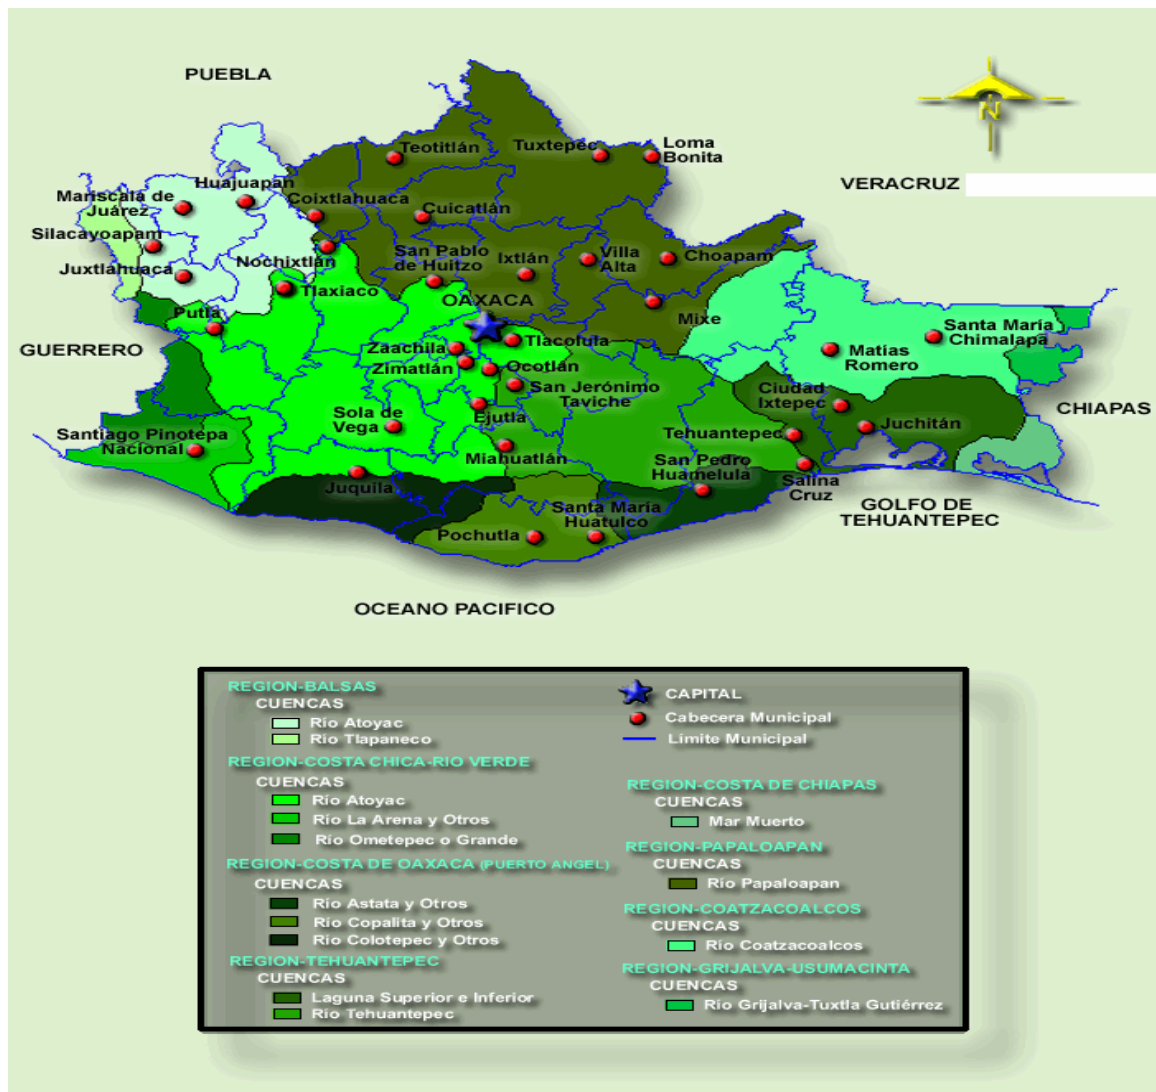 PUEBLA
N
Teotitlán
Tuxtepec
Loma
Bonita
VERACRUZ
Huajuapan
Mariscala de
Juárez
Coixtlahuaca
Cuicatlán
Silacayoapam
Juxtlahuaca
Nochixtlán
San Pablo
de Huitzo
Ixtlán
Villa
Alta
Choapam
Tlaxiaco
OAXACA
Putla
Mixe
GUERRERO
Zaachila
Tlacolula
Santa María
Chimalapa
Zimatlán
Ocotlán
Matías
Romero
San Jerónimo
Taviche
Ciudad
Ixtepec
CHIAPAS
Sola de
Vega
Ejutla
Juchitán
Santiago Pinotepa
Nacional
Tehuantepec
Miahuatlán
San Pedro
Huamelula
Salina
Cruz
Juquila
GOLFO DE
TEHUANTEPEC
Santa María
Huatulco
Pochutla
OCEANO PACIFICO
REGION-BALSAS
CUENCAS
Río Atoyac
Río Tlapaneco
REGION-COSTA CHICA-RIO VERDE
CUENCAS
Río Atoyac
Río La Arena y Otros
Río Ometepec o Grande
REGION-COSTA DE OAXACA (PUERTO ANGEL)
CUENCAS
Río Astata y Otros
Río Copalita y Otros
Río Colotepec y Otros
REGION-TEHUANTEPEC
CUENCAS
Laguna Superior e Inferior
Río Tehuantepec
CAPITAL
Cabecera Municipal
Límite Municipal
REGION-COSTA DE CHIAPAS
CUENCAS
Mar Muerto
REGION-PAPALOAPAN
CUENCAS
Río Papaloapan
REGION-COATZACOALCOS
CUENCAS
Río Coatzacoalcos
REGION-GRIJALVA-USUMACINTA
CUENCAS
Río Grijalva-Tuxtla Gutiérrez